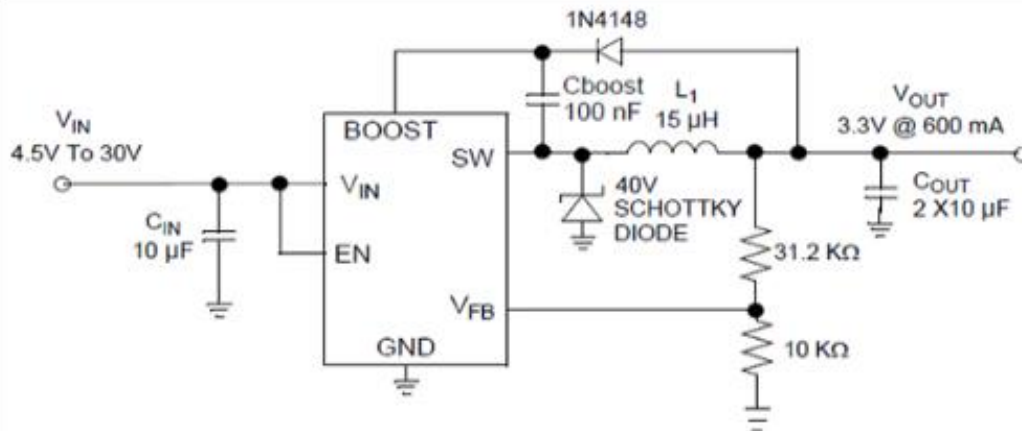 1N4148
Cboost
100 nF
L1
15 µH
VOUT
3.3V @ 600 mA
VIN
4.5V To 30V
BOOST
SW
VIN
CIN
10 µF
EN
40V
SCHOTTKY
DIODE
COUT
2 X10 µF
31.2 KΩ
VFB
GND
10 KΩ